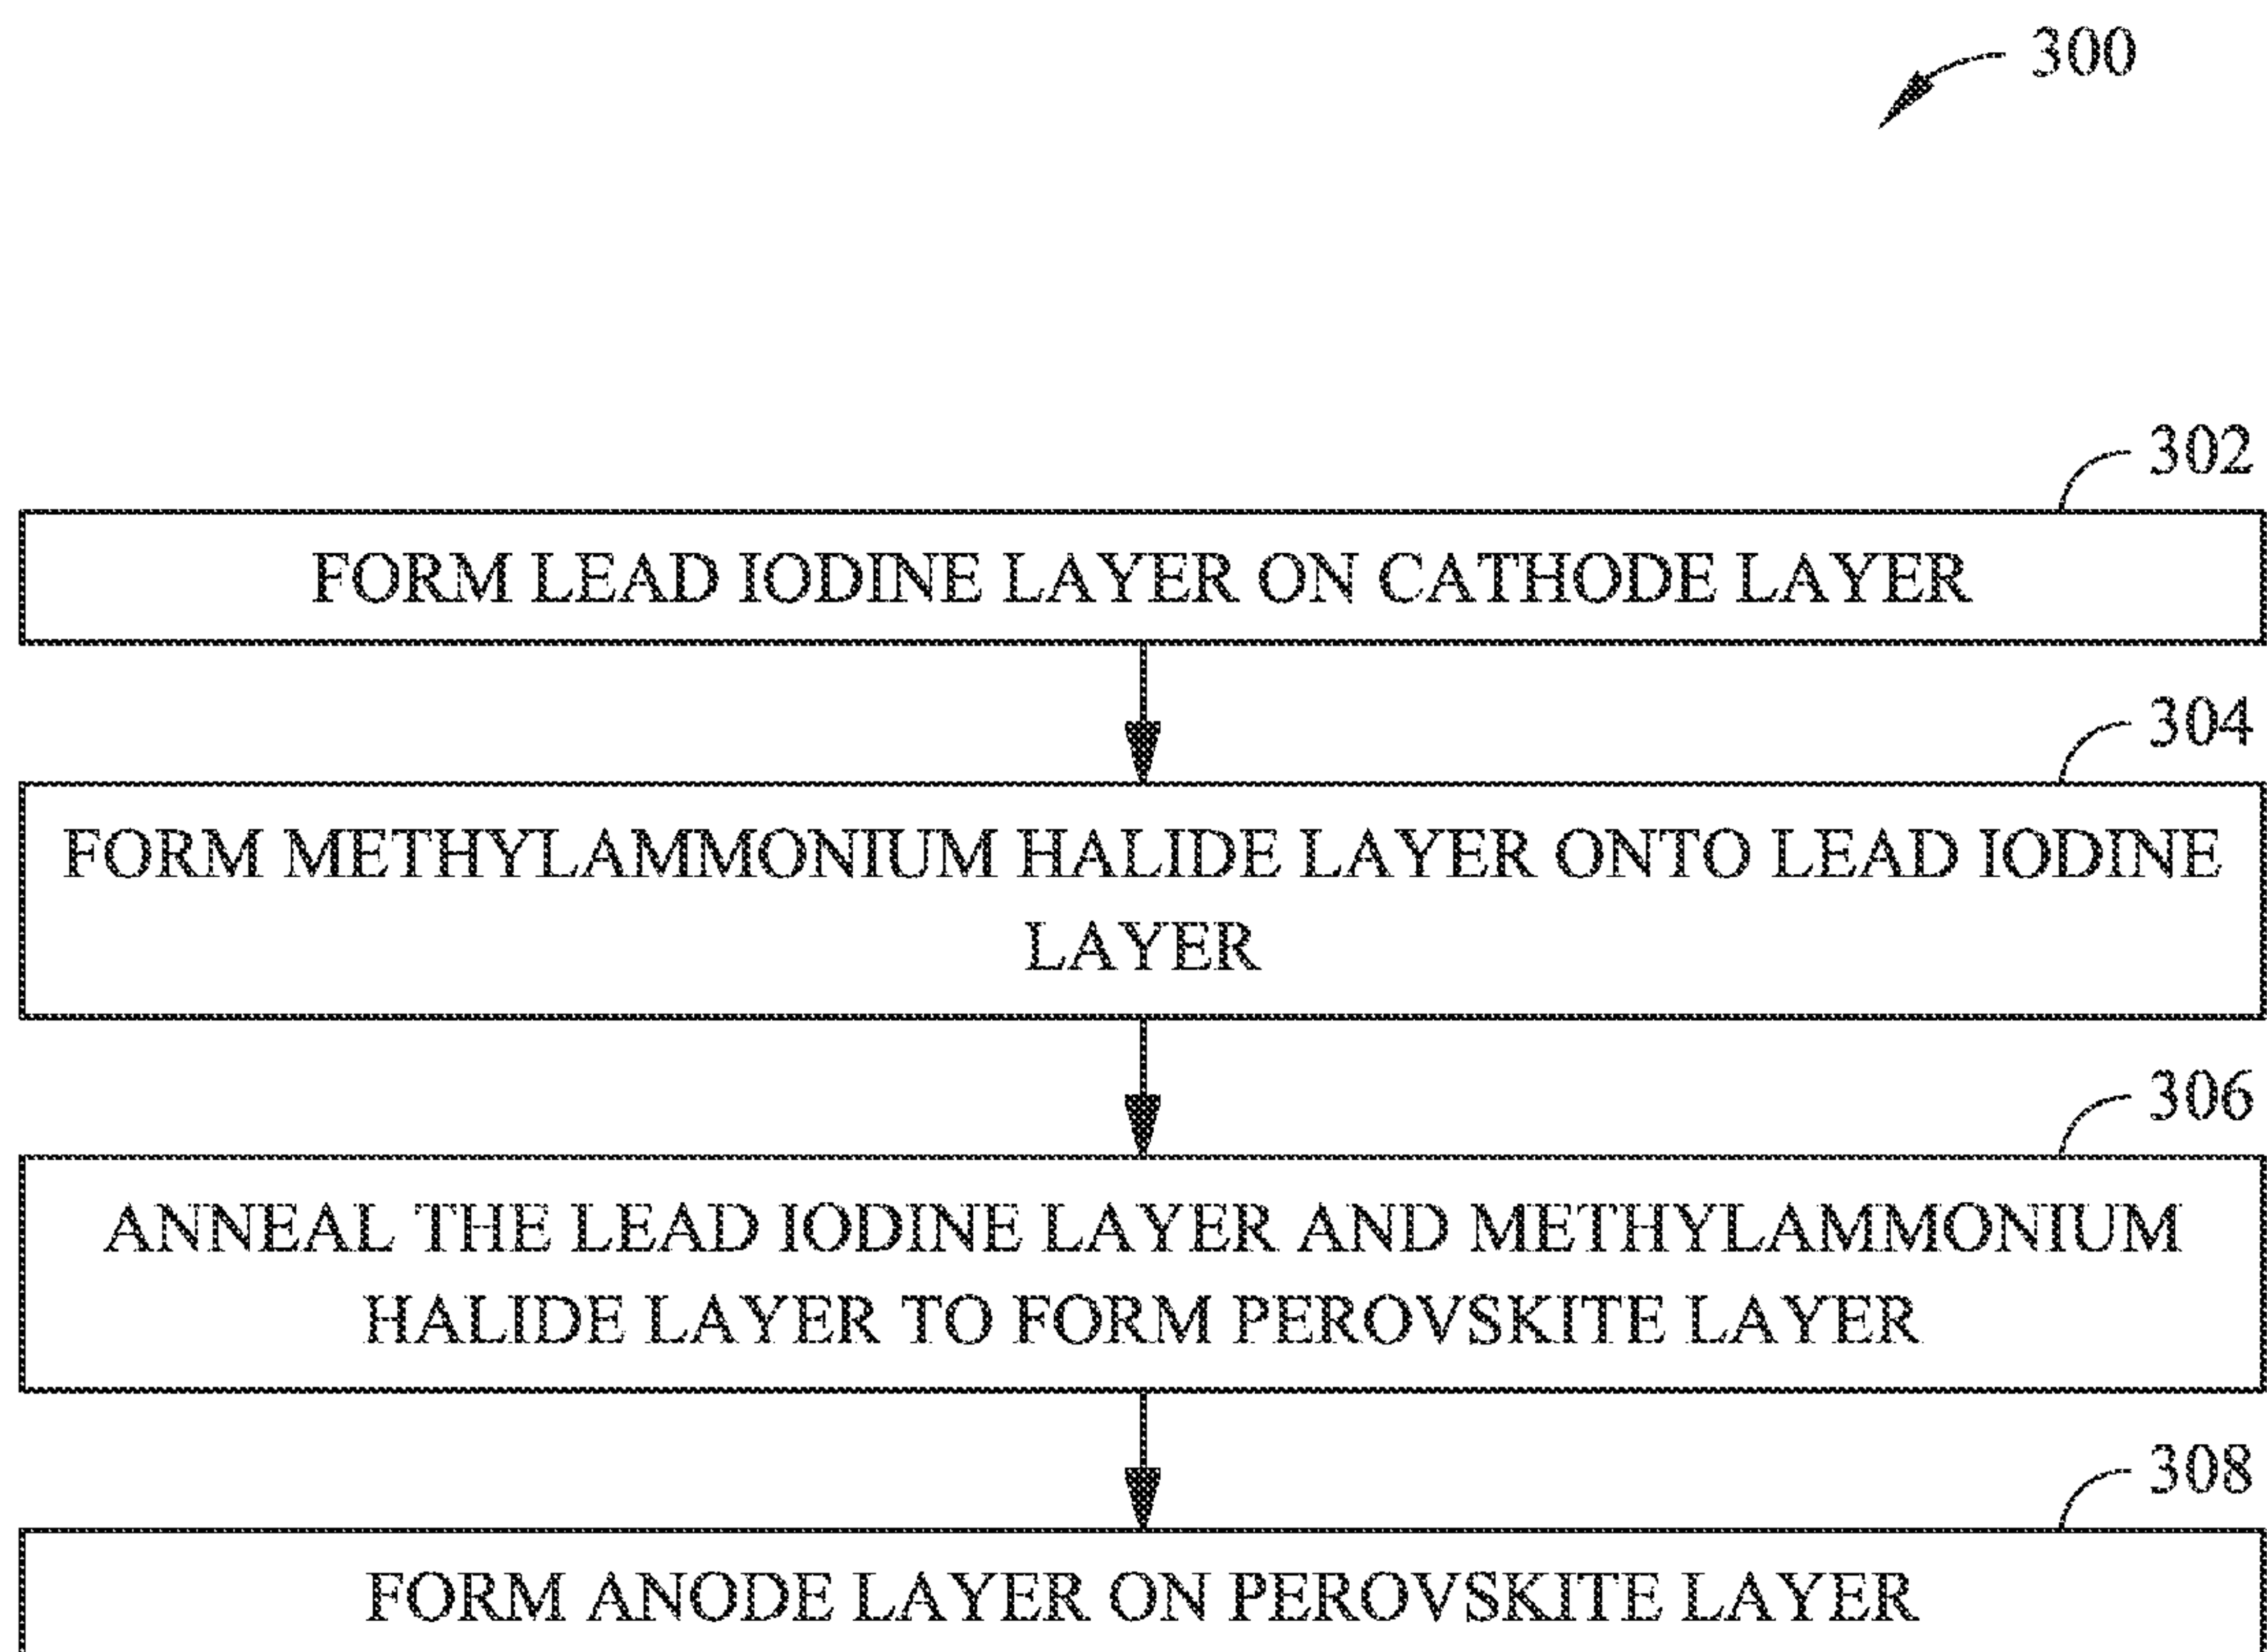 300
302
FORM LEAD IODINE LAYER ON CATHODE LAYER
304
FORM METHYLAMMONIUM HALIDE LAYER ONTO LEAD IODINE
LAYER
306
ANNEAL THE LEAD IODINE LAYER AND METHYLAMMONIUM
HALIDE LAYER TO FORM PEROVSKITE LAYER
308
FORM ANODE LAYER ON PEROVSKITE LAYER